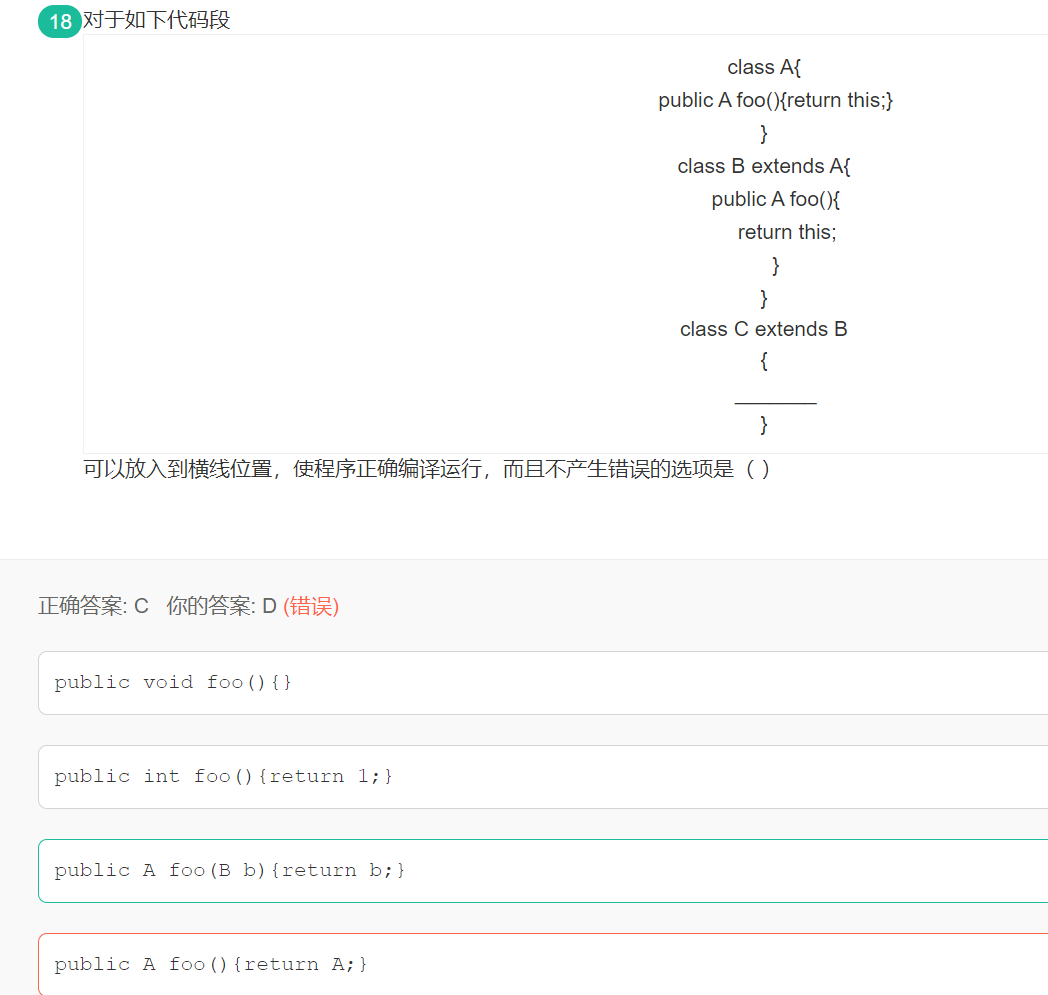 18 对于如下代码段
class A{
public A foo(){return this;}
}
class B extends A{
public A foo(){
return this;
}
}
class C extends B
{
________
}
可以放入到横线位置，使程序正确编译运行，而且不产生错误的选项是（ ）
正确答案: C 你的答案: D (错误)
public void foo(){}
public int foo(){return 1;}
public A foo(B b){return b;}
public A foo(){return A;}